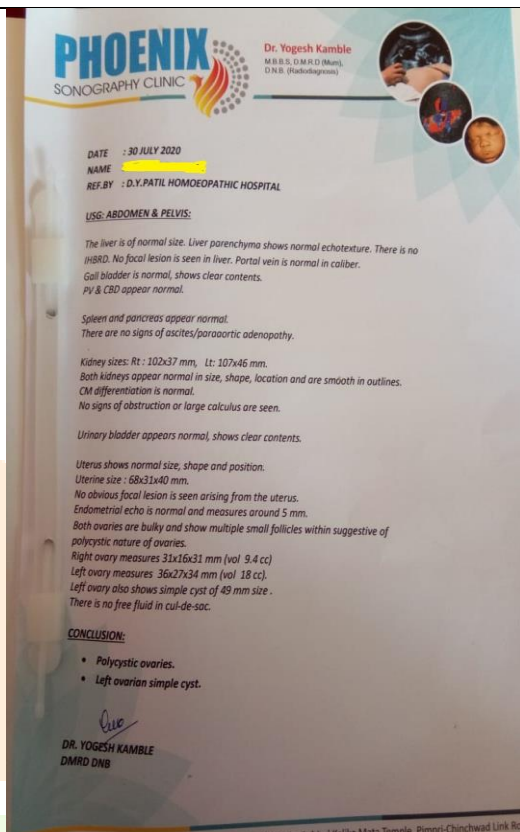 PHOENIX
SONOGRAPHY CLINIC
Dr. Yogesh Kamble
M.B.B.S, D.M.R.D (Mum),
D.N.B. (Radiodiagnosis)
DATE : 30 JULY 2020
NAME
REF.BY : D.Y.PATIL HOMOEOPATHIC HOSPITAL
USG: ABDOMEN & PELVIS:
The liver is of normal size. Liver parenchyma shows normal echotexture. There is no
IHBRD. No focal lesion is seen in liver. Portal vein is normal in caliber.
Gall bladder is normal, shows clear contents.
PV & CBD appear normal.
Spleen and pancreas appear normal.
There are no signs of ascites/paraaortic adenopathy.
Kidney sizes: Rt : 102x37 mm, Lt: 107x46 mm.
Both kidneys appear normal in size, shape, location and are smooth in outlines.
CM differentiation is normal.
No signs of obstruction or large calculus are seen.
Urinary bladder appears normal, shows clear contents.
Uterus shows normal size, shape and position.
Uterine size : 68x31x40 mm.
No obvious focal lesion is seen arising from the uterus.
Endometrial echo is normal and measures around 5 mm.
Both ovaries are bulky and show multiple small follicles within suggestive of
polycystic nature of ovaries.
Right ovary measures 31x16x31 mm (vol 9.4 cc)
Left ovary measures 36x27x34 mm (vol 18 cc).
Left ovary also shows simple cyst of 49 mm size .
There is no free fluid in cul-de-sac.
CONCLUSION:
• Polycystic ovaries.
• Left ovarian simple cyst.
DR. YOGESH KAMBLE
DMRD DNB
Mata Temple, Pimpri-Chinchwad Link